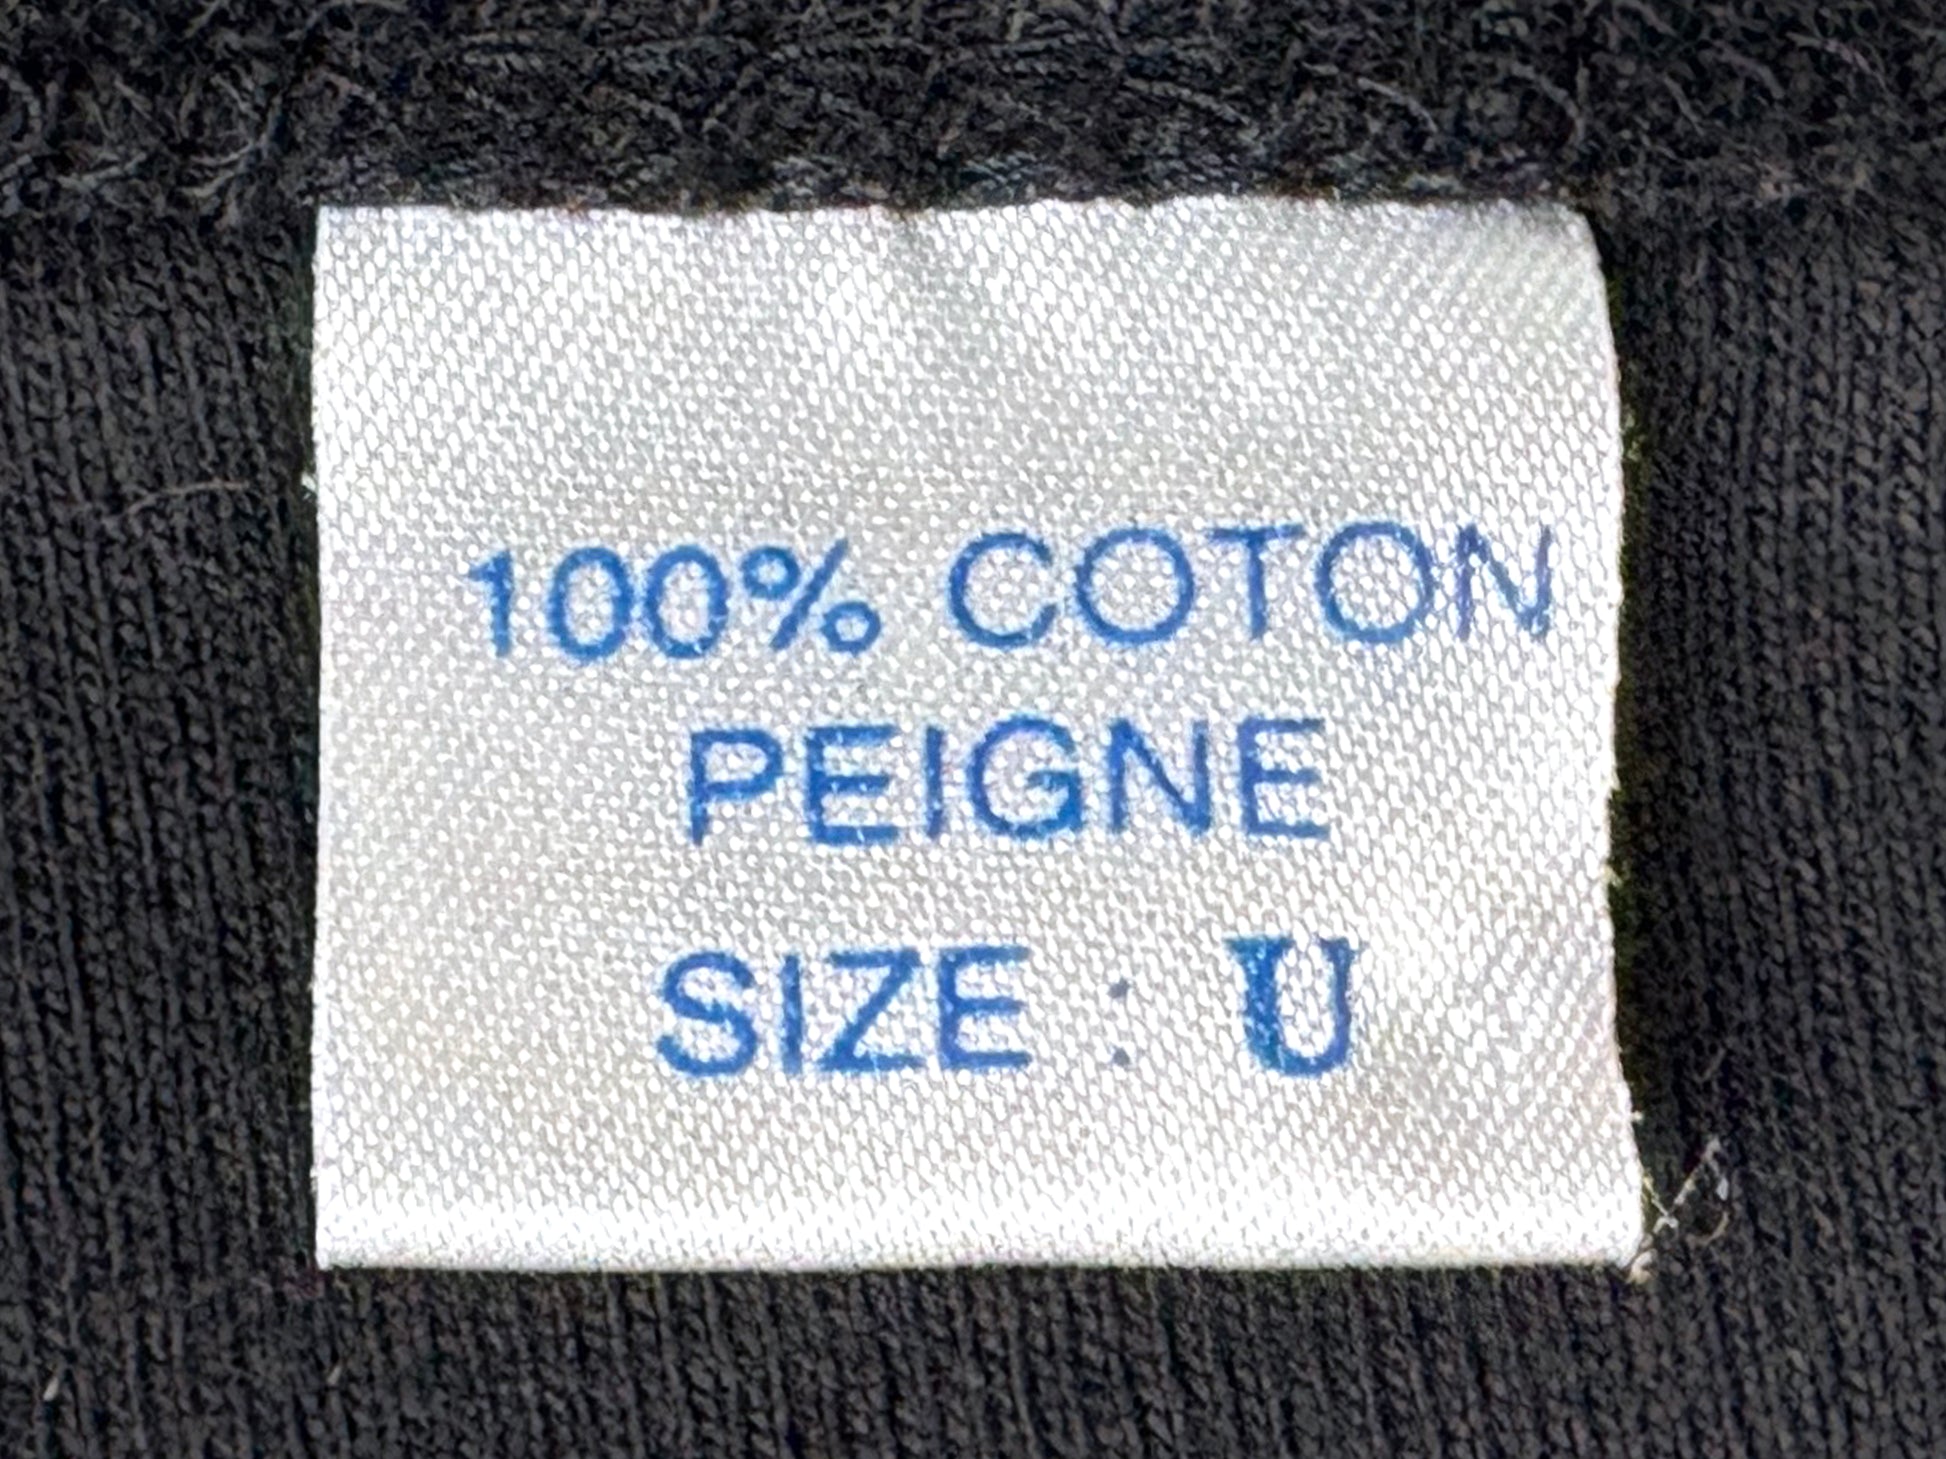 100% COTON
PEIGNE
SIZE : U